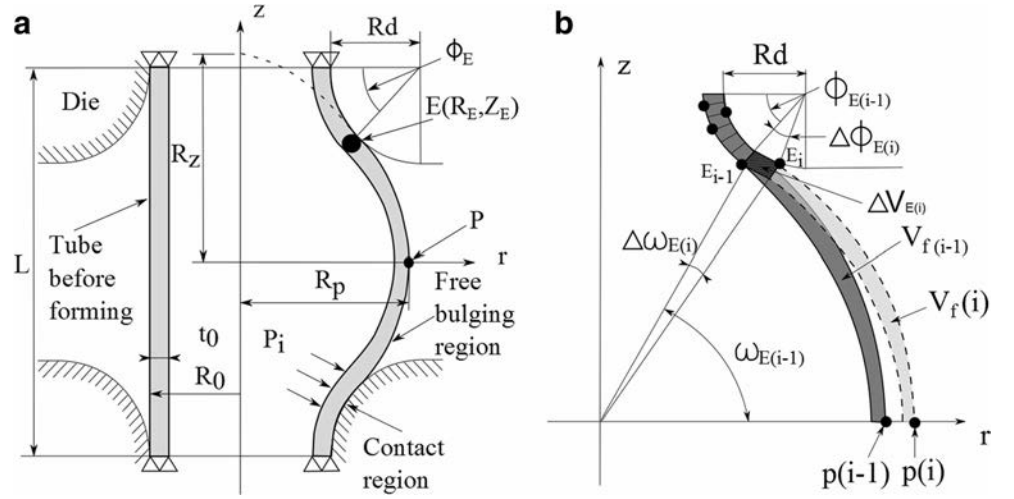 a
z
Rd
ϕE
Die
E(RE,ZE)
Rz
P
r
L
Tube
before
forming
Rp
Free
bulging
region
t0
Pi
R0
Contact
region
b
z
Rd
ϕE(i-1)
ΔϕE(i)
Ei-1
Ei
ΔVE(i)
ΔωE(i)
Vf(i-1)
Vf(i)
ωE(i-1)
r
p(i-1) p(i)